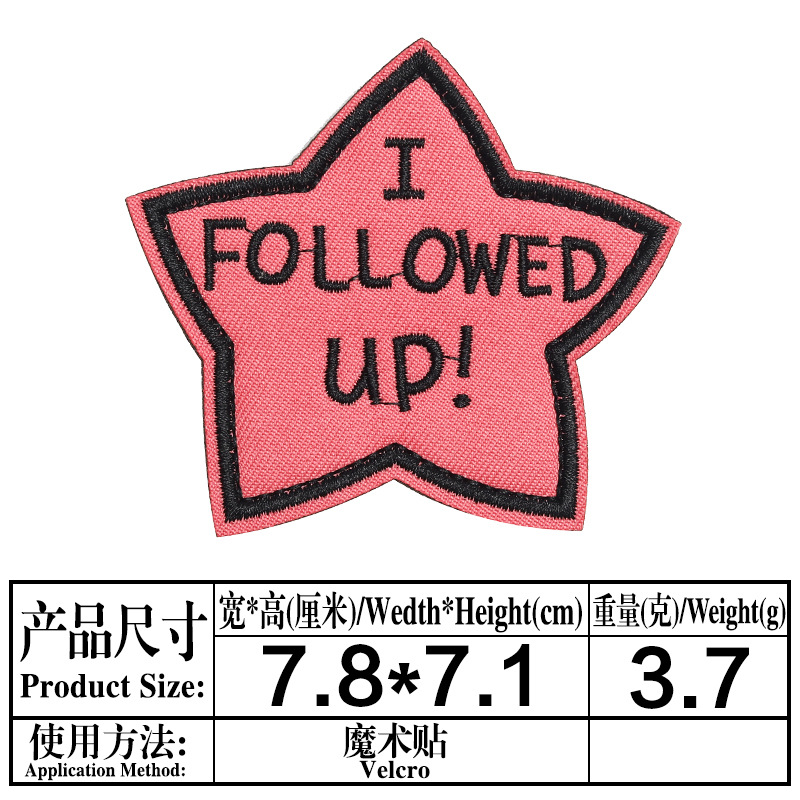 I
FOLLOWED
UP!
产品尺寸
Product Size:
宽*高(厘米)/Wedth*Height(cm)
重量(克)/Weight(g)
7.8*7.1
3.7
使用方法:
Application Method:
魔术贴
Velcro